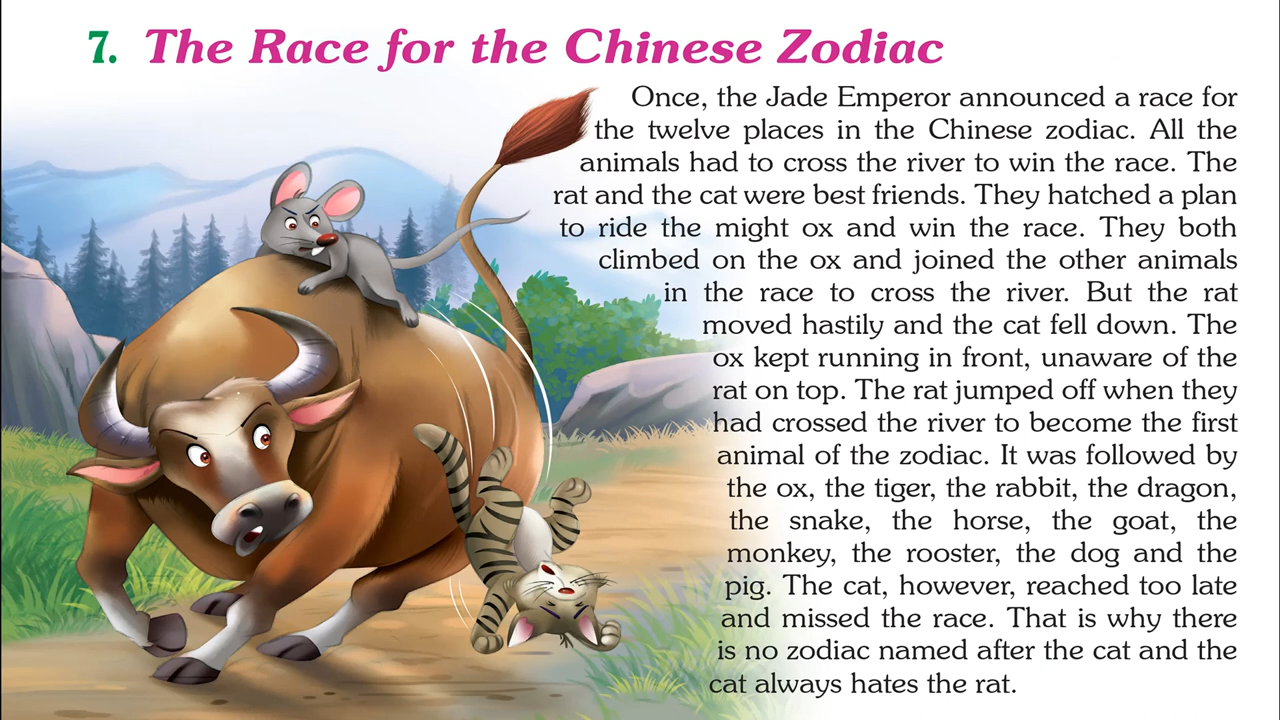 7. The Race for the Chinese Zodiac
Once, the Jade Emperor announced a race for
the twelve places in the Chinese zodiac. All the
animals had to cross the river to win the race. The
rat and the cat were best friends. They hatched a plan
to ride the might ox and win the race. They both
climbed on the ox and joined the other animals
in the race to cross the river. But the rat
moved hastily and the cat fell down. The
ox kept running in front, unaware of the
rat on top. The rat jumped off when they
had crossed the river to become the first
animal of the zodiac. It was followed by
the ox, the tiger, the rabbit, the dragon,
the snake, the horse, the goat, the
monkey, the rooster, the dog and the
pig. The cat, however, reached too late
and missed the race. That is why there
is no zodiac named after the cat and the
cat always hates the rat.